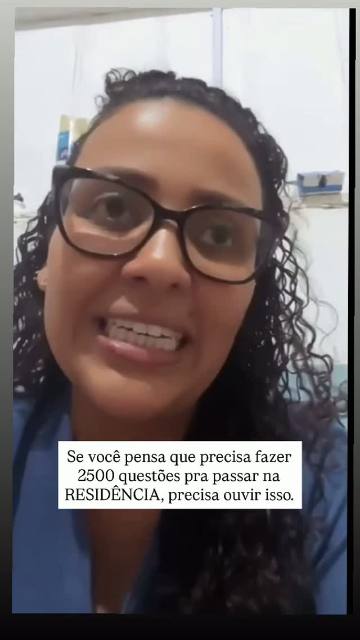 Se você pensa que precisa fazer
2500 questões pra passar na
RESIDÊNCIA, precisa ouvir isso.